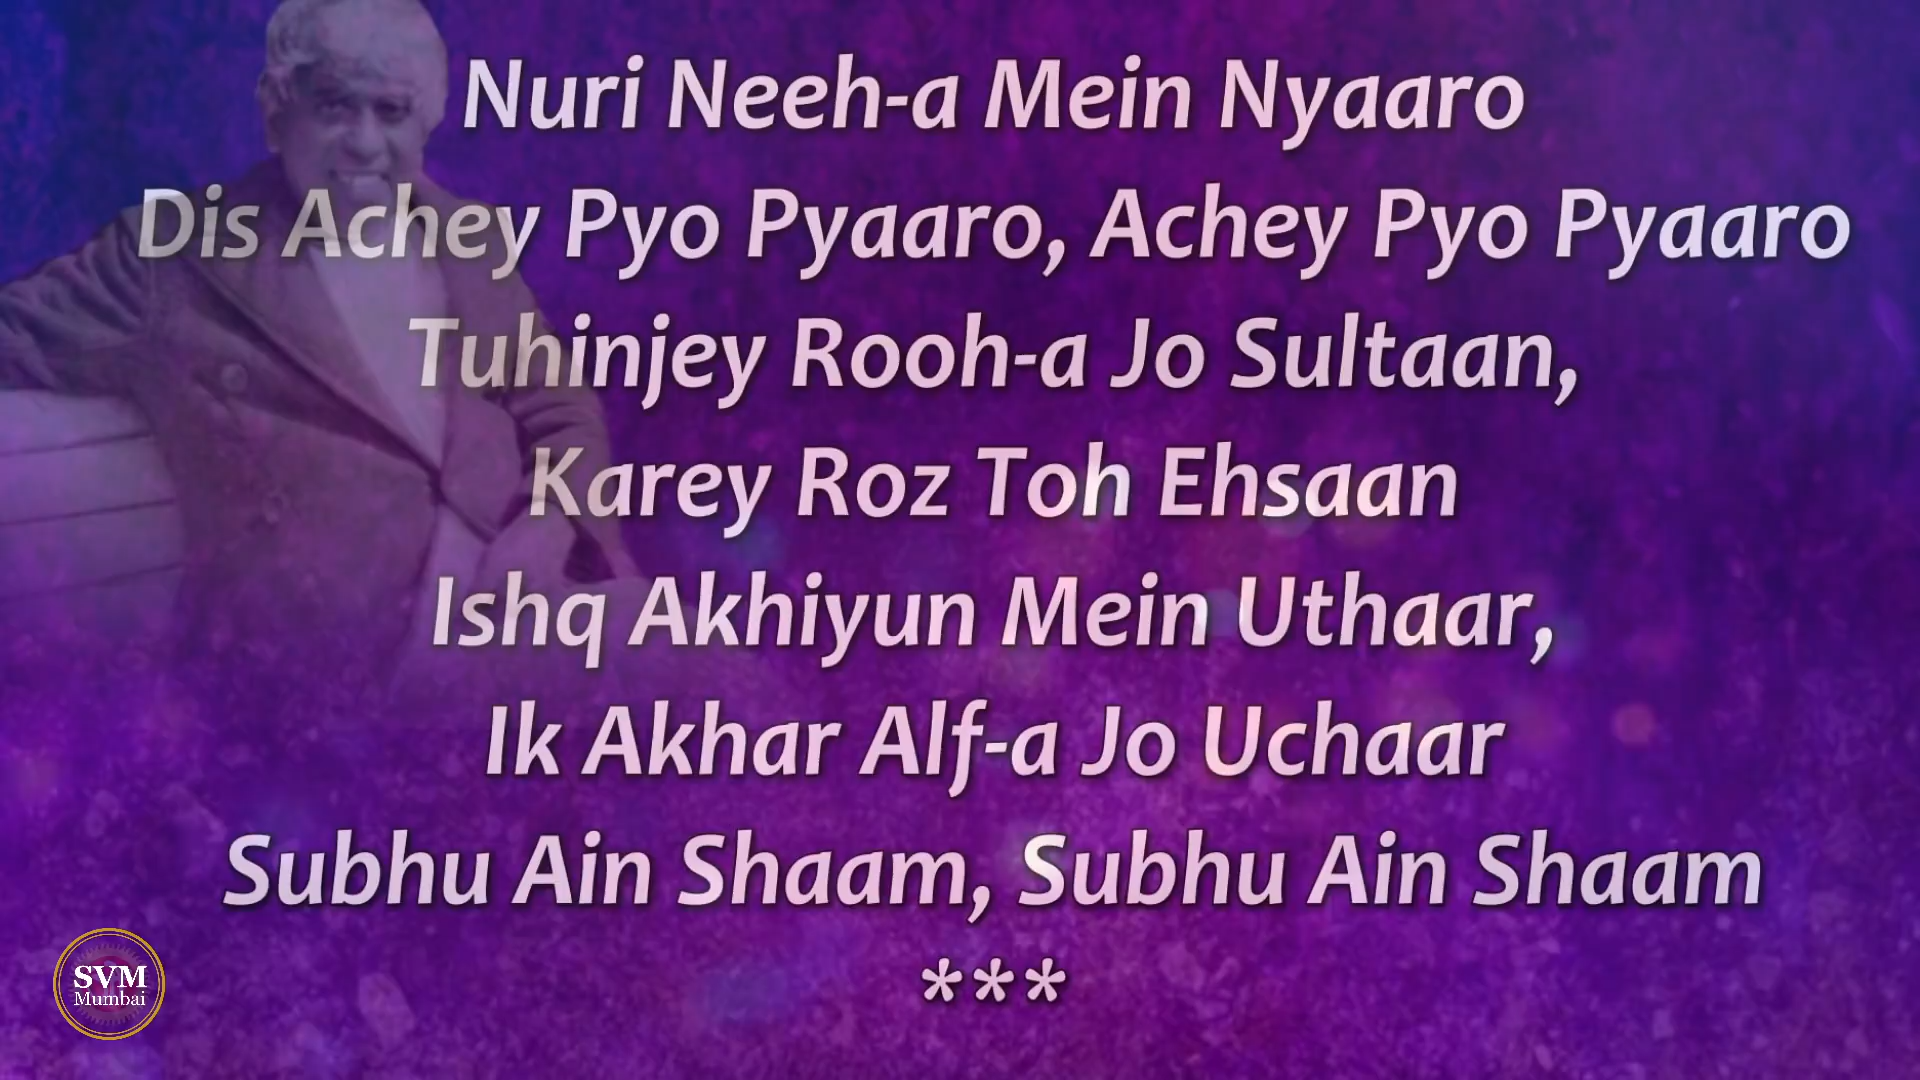 Nuri Neeh-a Mein Nyaaro
Dis Achey Pyo Pyaaro, Achey Pyo Pyaaro
Tuhinjey Rooh-a Jo Sultaan,
Karey Roz Toh Ehsaan
Ishq Akhiyun Mein Uthaar,
Ik Akhar Alf-a Jo Uchaar
Subhu Ain Shaam, Subhu Ain Shaam
***
SVM
Mumbai